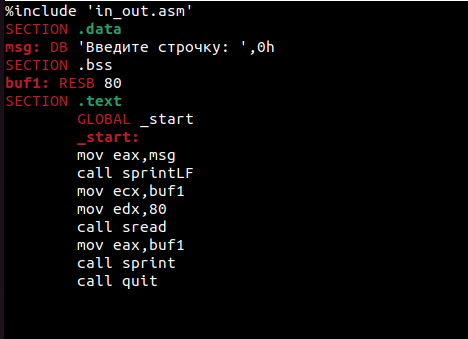 %include 'in_out.asm'
SECTION .data
msg: DB 'Введите строчку: ',0h
SECTION .bss
buf1: RESB 80
SECTION .text
GLOBAL _start
_start:
mov eax,msg
call sprintLF
mov ecx,buf1
mov edx,80
call sread
mov eax,buf1
call sprint
call quit